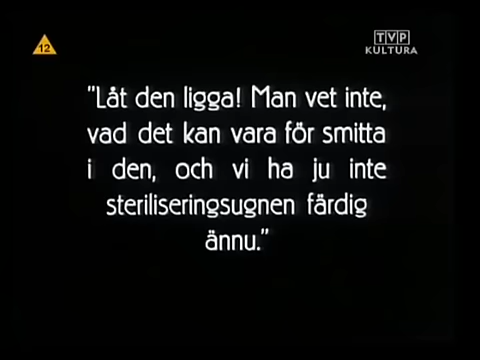 12
TVP
KULTURA
"Låt den ligga! Man vet inte,
vad det kan vara för smitta
i den, och vi ha ju inte
steriliseringsugnen färdig
ännu."